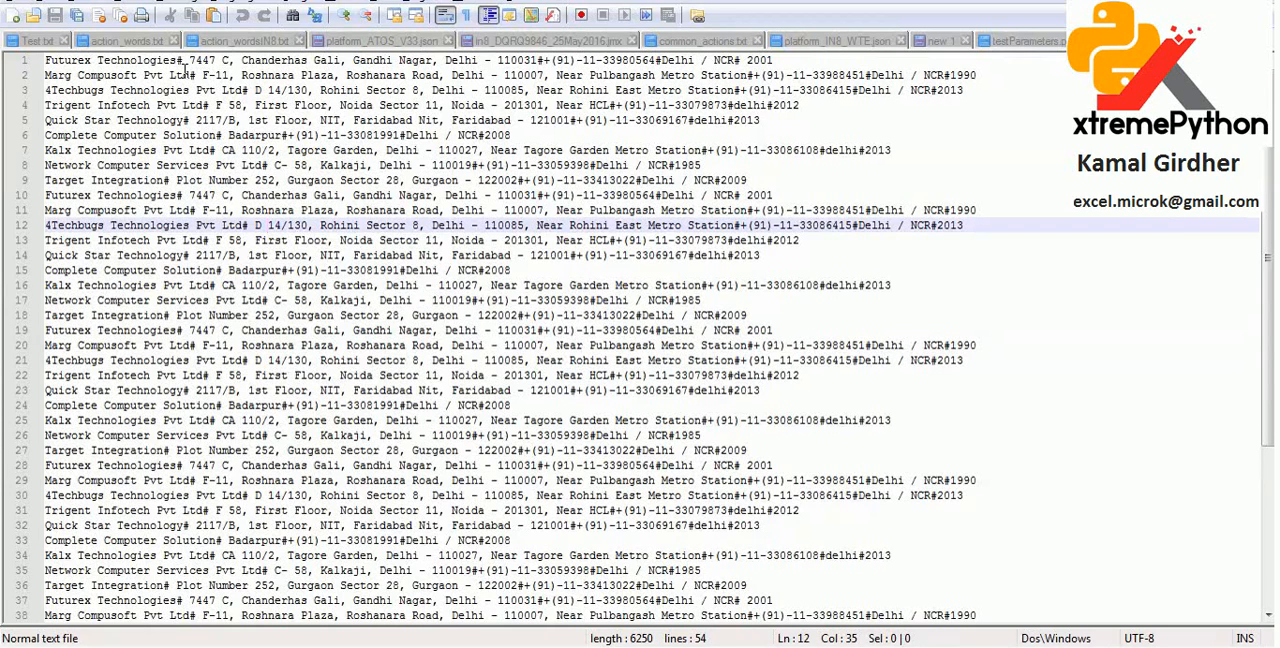 Test.txt action_words.txt action_wordsIN8.txt platform_ATOS_V33.json in8_DQRQ9846_25May2016.jmx common_actions.txt platform_IN8_WTE.json new 1 testParameters.p
xtremePython
Kamal Girdher
excel.microk@gmail.com
1 Futurex Technologies# 7447 C, Chanderhas Gali, Gandhi Nagar, Delhi - 110031#+(91)-11-33980564#Delhi / NCR# 2001
2 Marg Compusoft Pvt Ltd# F-11, Roshnara Plaza, Roshanara Road, Delhi - 110007, Near Pulbangash Metro Station#+(91)-11-33988451#Delhi / NCR#1990
3 4Techbugs Technologies Pvt Ltd# D 14/130, Rohini Sector 8, Delhi - 110085, Near Rohini East Metro Station#+(91)-11-33086415#Delhi / NCR#2013
4 Trigent Infotech Pvt Ltd# F 58, First Floor, Noida Sector 11, Noida - 201301, Near HCL#+(91)-11-33079873#delhi#2012
5 Quick Star Technology# 2117/B, 1st Floor, NIT, Faridabad Nit, Faridabad - 121001#+(91)-11-33069167#delhi#2013
6 Complete Computer Solution# Badarpur#+(91)-11-33081991#Delhi / NCR#2008
7 Kalx Technologies Pvt Ltd# CA 110/2, Tagore Garden, Delhi - 110027, Near Tagore Garden Metro Station#+(91)-11-33086108#delhi#2013
8 Network Computer Services Pvt Ltd# C- 58, Kalkaji, Delhi - 110019#+(91)-11-33059398#Delhi / NCR#1985
9 Target Integration# Plot Number 252, Gurgaon Sector 28, Gurgaon - 122002#+(91)-11-33413022#Delhi / NCR#2009
10 Futurex Technologies# 7447 C, Chanderhas Gali, Gandhi Nagar, Delhi - 110031#+(91)-11-33980564#Delhi / NCR# 2001
11 Marg Compusoft Pvt Ltd# F-11, Roshnara Plaza, Roshanara Road, Delhi - 110007, Near Pulbangash Metro Station#+(91)-11-33988451#Delhi / NCR#1990
12 4Techbugs Technologies Pvt Ltd# D 14/130, Rohini Sector 8, Delhi - 110085, Near Rohini East Metro Station#+(91)-11-33086415#Delhi / NCR#2013
13 Trigent Infotech Pvt Ltd# F 58, First Floor, Noida Sector 11, Noida - 201301, Near HCL#+(91)-11-33079873#delhi#2012
14 Quick Star Technology# 2117/B, 1st Floor, NIT, Faridabad Nit, Faridabad - 121001#+(91)-11-33069167#delhi#2013
15 Complete Computer Solution# Badarpur#+(91)-11-33081991#Delhi / NCR#2008
16 Kalx Technologies Pvt Ltd# CA 110/2, Tagore Garden, Delhi - 110027, Near Tagore Garden Metro Station#+(91)-11-33086108#delhi#2013
17 Network Computer Services Pvt Ltd# C- 58, Kalkaji, Delhi - 110019#+(91)-11-33059398#Delhi / NCR#1985
18 Target Integration# Plot Number 252, Gurgaon Sector 28, Gurgaon - 122002#+(91)-11-33413022#Delhi / NCR#2009
19 Futurex Technologies# 7447 C, Chanderhas Gali, Gandhi Nagar, Delhi - 110031#+(91)-11-33980564#Delhi / NCR# 2001
20 Marg Compusoft Pvt Ltd# F-11, Roshnara Plaza, Roshanara Road, Delhi - 110007, Near Pulbangash Metro Station#+(91)-11-33988451#Delhi / NCR#1990
21 4Techbugs Technologies Pvt Ltd# D 14/130, Rohini Sector 8, Delhi - 110085, Near Rohini East Metro Station#+(91)-11-33086415#Delhi / NCR#2013
22 Trigent Infotech Pvt Ltd# F 58, First Floor, Noida Sector 11, Noida - 201301, Near HCL#+(91)-11-33079873#delhi#2012
23 Quick Star Technology# 2117/B, 1st Floor, NIT, Faridabad Nit, Faridabad - 121001#+(91)-11-33069167#delhi#2013
24 Complete Computer Solution# Badarpur#+(91)-11-33081991#Delhi / NCR#2008
25 Kalx Technologies Pvt Ltd# CA 110/2, Tagore Garden, Delhi - 110027, Near Tagore Garden Metro Station#+(91)-11-33086108#delhi#2013
26 Network Computer Services Pvt Ltd# C- 58, Kalkaji, Delhi - 110019#+(91)-11-33059398#Delhi / NCR#1985
27 Target Integration# Plot Number 252, Gurgaon Sector 28, Gurgaon - 122002#+(91)-11-33413022#Delhi / NCR#2009
28 Futurex Technologies# 7447 C, Chanderhas Gali, Gandhi Nagar, Delhi - 110031#+(91)-11-33980564#Delhi / NCR# 2001
29 Marg Compusoft Pvt Ltd# F-11, Roshnara Plaza, Roshanara Road, Delhi - 110007, Near Pulbangash Metro Station#+(91)-11-33988451#Delhi / NCR#1990
30 4Techbugs Technologies Pvt Ltd# D 14/130, Rohini Sector 8, Delhi - 110085, Near Rohini East Metro Station#+(91)-11-33086415#Delhi / NCR#2013
31 Trigent Infotech Pvt Ltd# F 58, First Floor, Noida Sector 11, Noida - 201301, Near HCL#+(91)-11-33079873#delhi#2012
32 Quick Star Technology# 2117/B, 1st Floor, NIT, Faridabad Nit, Faridabad - 121001#+(91)-11-33069167#delhi#2013
33 Complete Computer Solution# Badarpur#+(91)-11-33081991#Delhi / NCR#2008
34 Kalx Technologies Pvt Ltd# CA 110/2, Tagore Garden, Delhi - 110027, Near Tagore Garden Metro Station#+(91)-11-33086108#delhi#2013
35 Network Computer Services Pvt Ltd# C- 58, Kalkaji, Delhi - 110019#+(91)-11-33059398#Delhi / NCR#1985
36 Target Integration# Plot Number 252, Gurgaon Sector 28, Gurgaon - 122002#+(91)-11-33413022#Delhi / NCR#2009
37 Futurex Technologies# 7447 C, Chanderhas Gali, Gandhi Nagar, Delhi - 110031#+(91)-11-33980564#Delhi / NCR# 2001
38 Marg Compusoft Pvt Ltd# F-11, Roshnara Plaza, Roshanara Road, Delhi - 110007, Near Pulbangash Metro Station#+(91)-11-33988451#Delhi / NCR#1990
Normal text file length : 6250 lines : 54 Ln : 12 Col : 35 Sel : 0 | 0 Dos\Windows UTF-8 INS